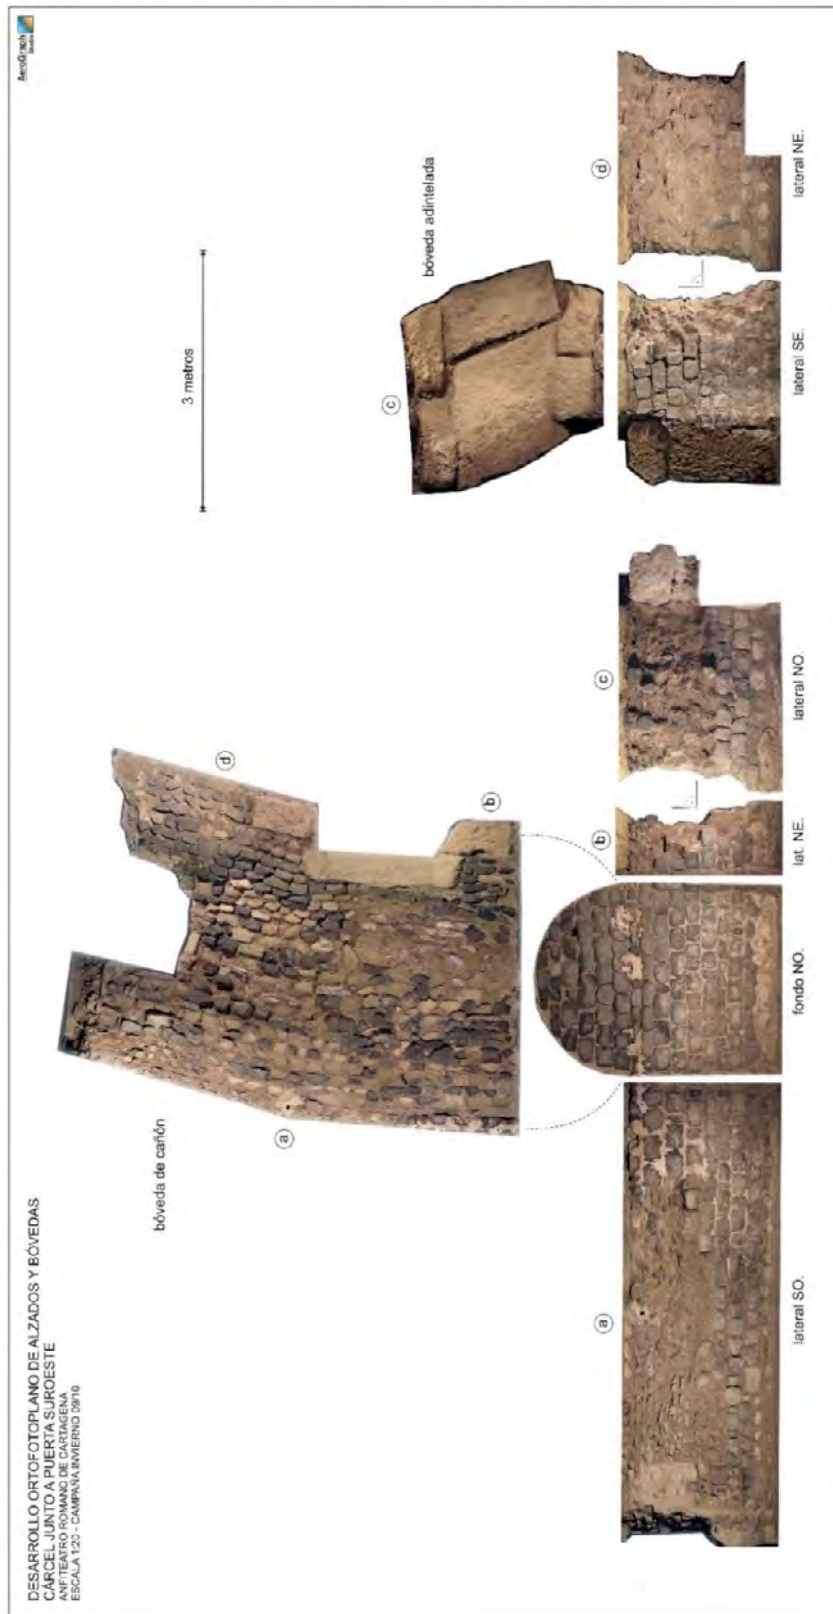 DESARROLLO ORTOFOTOPLANO DE ALZADOS Y BÓVEDAS
CÁRCEL JUNTO A PUERTA SUROESTE
ANFITEATRO ROMANO DE CARTAGENA
ESCALA 1:20 - CAMPAÑA INVIERNO 09/10
AeroGraph
Studio
3 metros
bóveda de cañón
a
b
d
bóveda adintelada
c
a
b
c
d
lateral SO.
fondo NO.
lat. NE.
lateral NO.
lateral SE.
lateral NE.